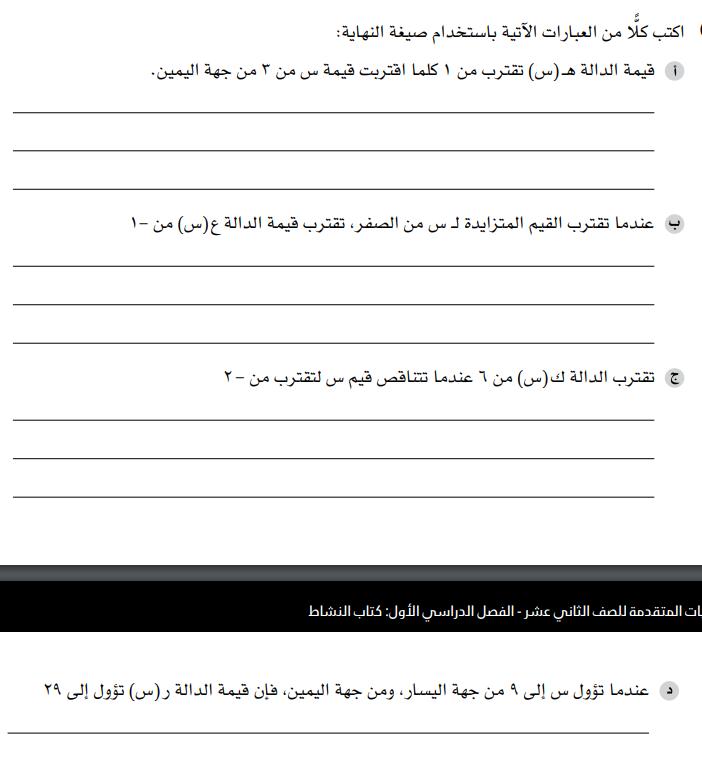 اكتب كلًّا من العبارات الآتية باستخدام صيغة النهاية:
أ قيمة الدالة هـ(س) تقترب من ١ كلما اقتربت قيمة س من ٣ من جهة اليمين.
ب عندما تقترب القيم المتزايدة لـ س من الصفر، تقترب قيمة الدالة ع(س) من −١
ج تقترب الدالة ك(س) من ٦ عندما تتناقص قيم س لتقترب من −٢
المتقدمة للصف الثاني عشر - الفصل الدراسي الأول: كتاب النشاط
د عندما تؤول س إلى ٩ من جهة اليسار، ومن جهة اليمين، فإن قيمة الدالة ر(س) تؤول إلى ٢٩